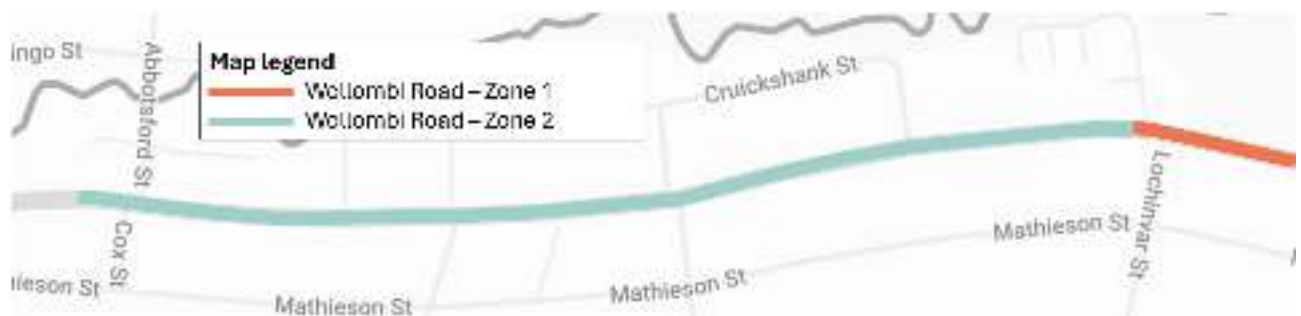 ingo St
Abbotsford St
Map legend
Wollombi Road – Zone 1
Wollombi Road – Zone 2
Cruickshank St
Lochinvar St
Cox St
Mathieson St
hieson St
Mathieson St
Mathieson St